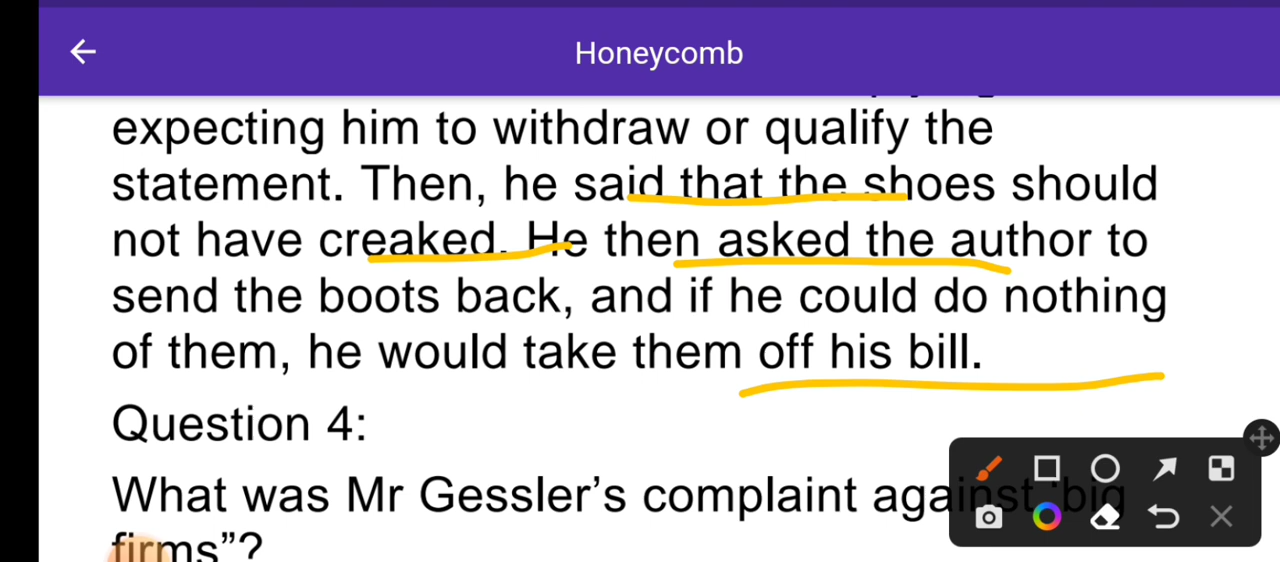 Honeycomb
expecting him to withdraw or qualify the
statement. Then, he said that the shoes should
not have creaked. He then asked the author to
send the boots back, and if he could do nothing
of them, he would take them off his bill.
Question 4:
What was Mr Gessler’s complaint against ‘big
firms”?